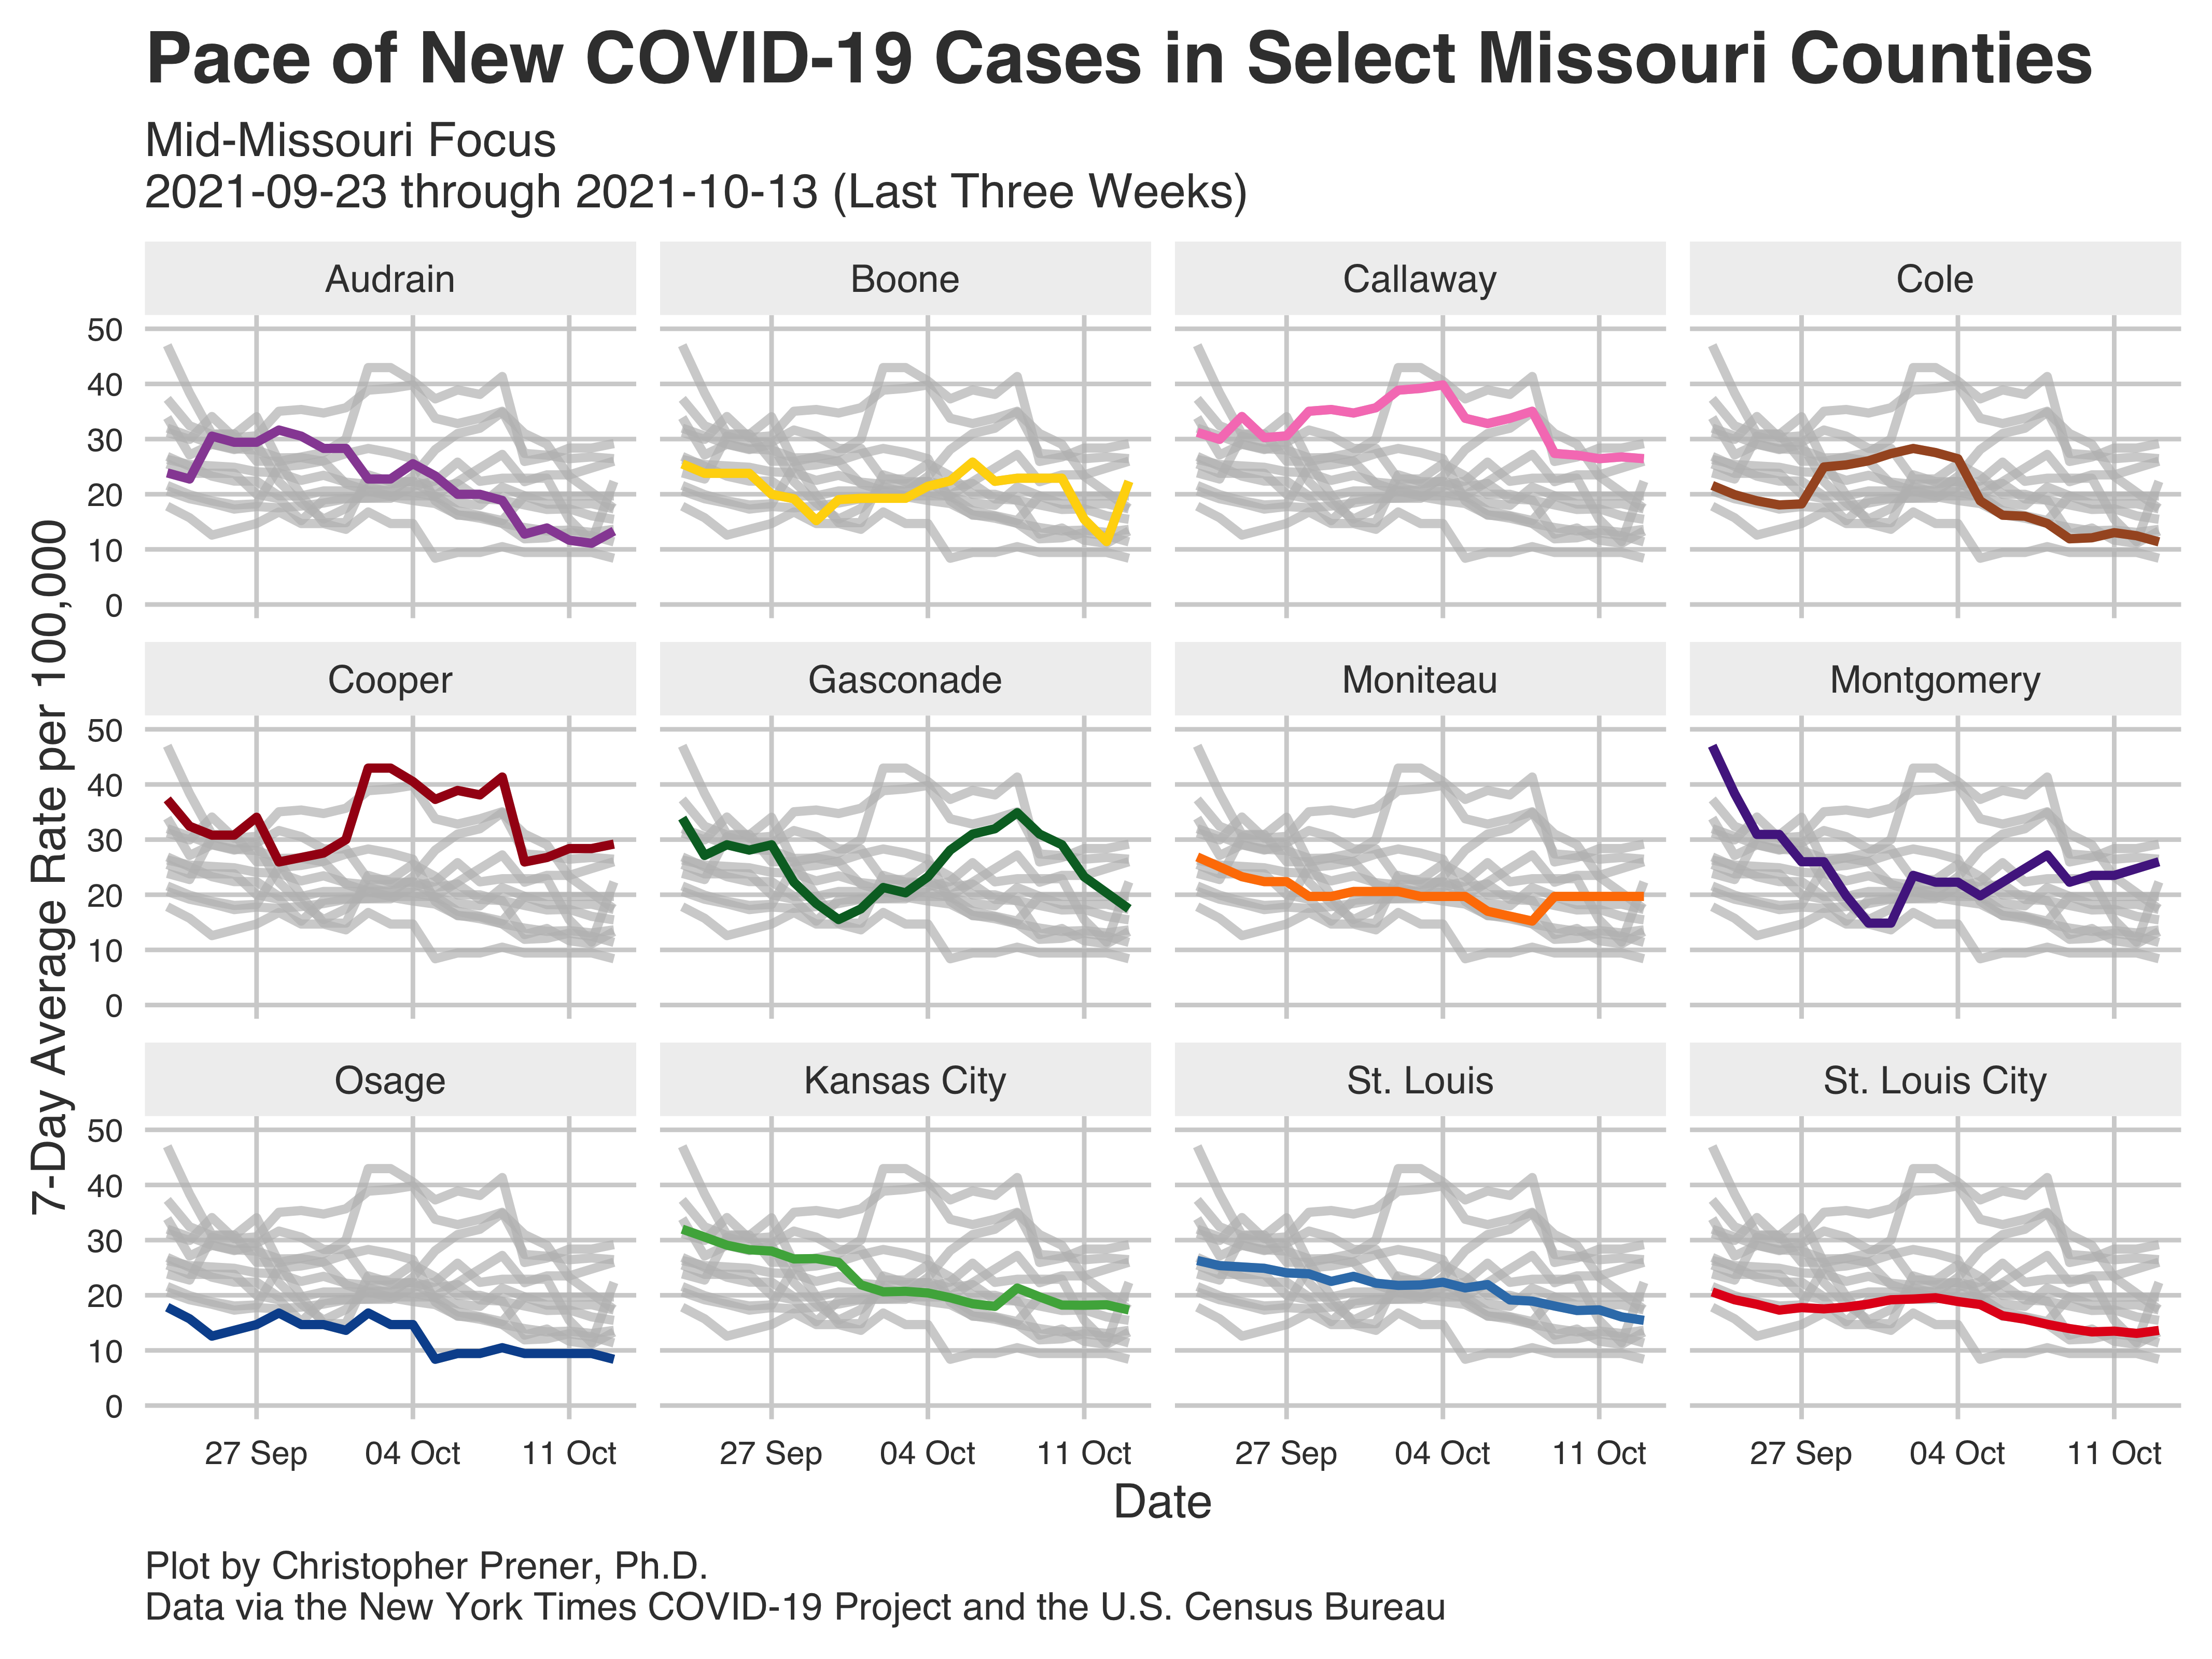 Pace of New COVID-19 Cases in Select Missouri Counties
Mid-Missouri Focus
2021-09-23 through 2021-10-13 (Last Three Weeks)
7-Day Average Rate per 100,000
Audrain
Boone
Callaway
Cole
50
40
30
20
10
0
Cooper
Gasconade
Moniteau
Montgomery
50
40
30
20
10
0
Osage
Kansas City
St. Louis
St. Louis City
50
40
30
20
10
0
27 Sep 04 Oct 11 Oct
27 Sep 04 Oct 11 Oct
27 Sep 04 Oct 11 Oct
27 Sep 04 Oct 11 Oct
Date
Plot by Christopher Prener, Ph.D.
Data via the New York Times COVID-19 Project and the U.S. Census Bureau